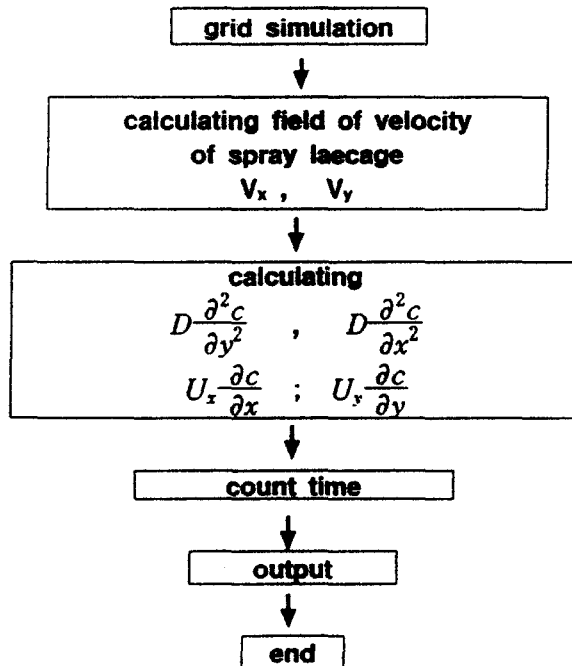 grid simulation
calculating field of velocity
of spray laecage
Vx , Vy
calculating
D ∂²c/∂y² , D ∂²c/∂x²
Ux ∂c/∂x ; Uy ∂c/∂y
count time
output
end